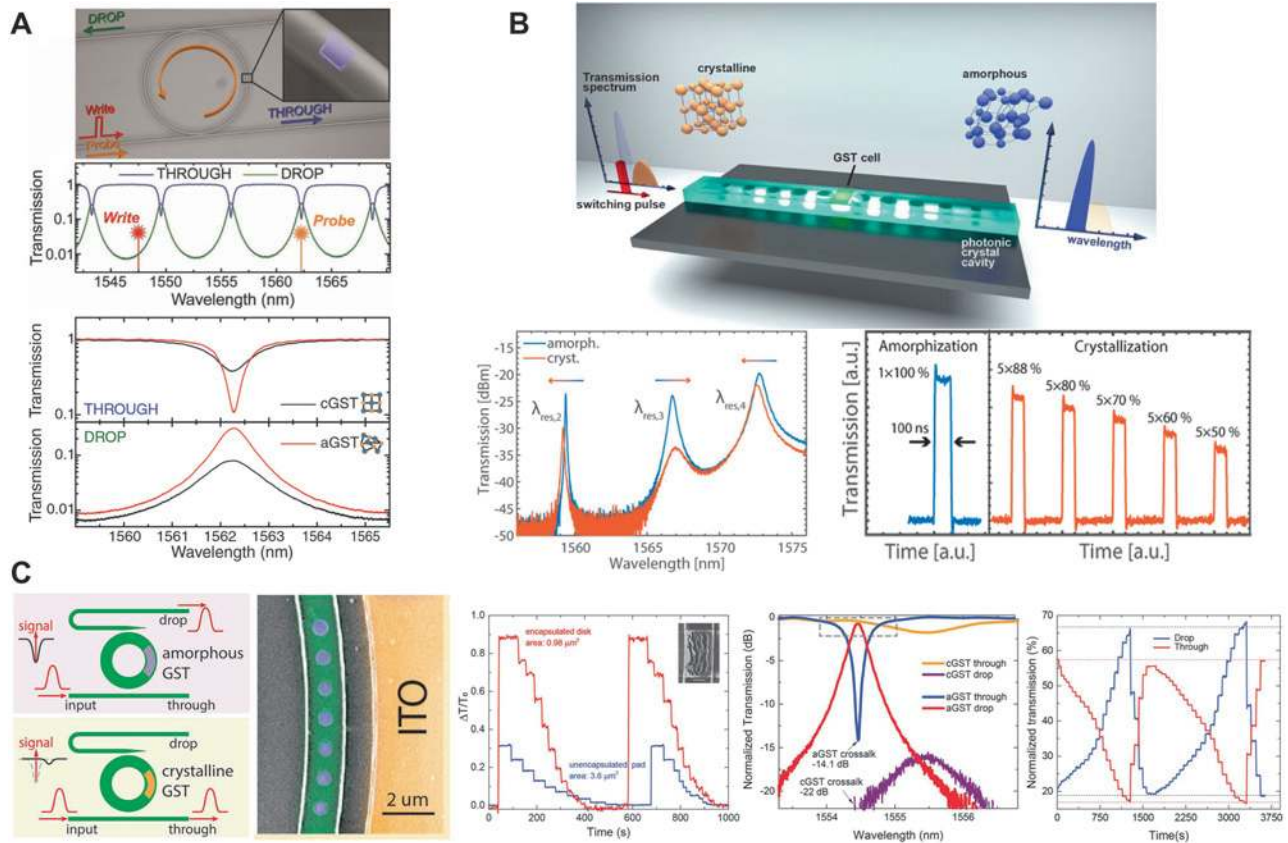 A
DROP
Write
Probe
THROUGH
THROUGH
DROP
Write
Probe
Transmission
1
0.1
0.01
1545
1550
1555
1560
1565
Wavelength (nm)
Transmission
1
0.1
THROUGH
cGST
Transmission
0.1
0.01
DROP
aGST
1560
1561
1562
1563
1564
1565
Wavelength (nm)
B
Transmission
spectrum
crystalline
amorphous
GST cell
switching pulse
photonic
crystal
cavity
wavelength
amorph.
cryst.
λres,2
λres,3
λres,4
Transmission [dBm]
-15
-20
-25
-30
-35
-40
-45
-50
1560
1565
1570
1576
Wavelength [nm]
Amorphization
1×100 %
100 ns
Transmission [a.u.]
Time [a.u.]
Crystallization
5×88 %
5×80 %
5×70 %
5×60 %
5×50 %
Time [a.u.]
C
signal
drop
amorphous
GST
input
through
signal
drop
crystalline
GST
input
through
ITO
2 um
1.0
0.8
0.6
0.4
0.2
0.0
ΔT/T0
encapsulated disk
area: 0.98 μm²
unencapsulated pad
area: 3.6 μm²
0
200
400
600
800
1000
Time (s)
Normalized Transmission (dB)
0
-5
-10
-15
-20
cGST through
cGST drop
aGST through
aGST drop
aGST crossalk
-14.1 dB
cGST crossalk
-22 dB
1554
1555
1556
Wavelength (nm)
Normalized transmission (%)
70
60
50
40
30
20
Drop
Through
0
750
1500
2250
3000
3750
Time(s)